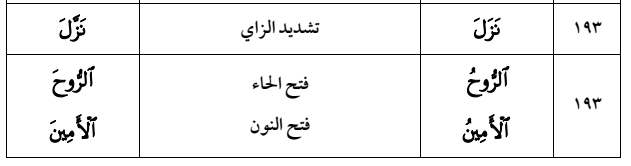 ١٩٣ نَزَلَ تشديد الزاي نَزَّلَ
١٩٣ ٱلرُّوحُ فتح الحاء ٱلرُّوحَ
ٱلْأَمِينُ فتح النون ٱلْأَمِينَ